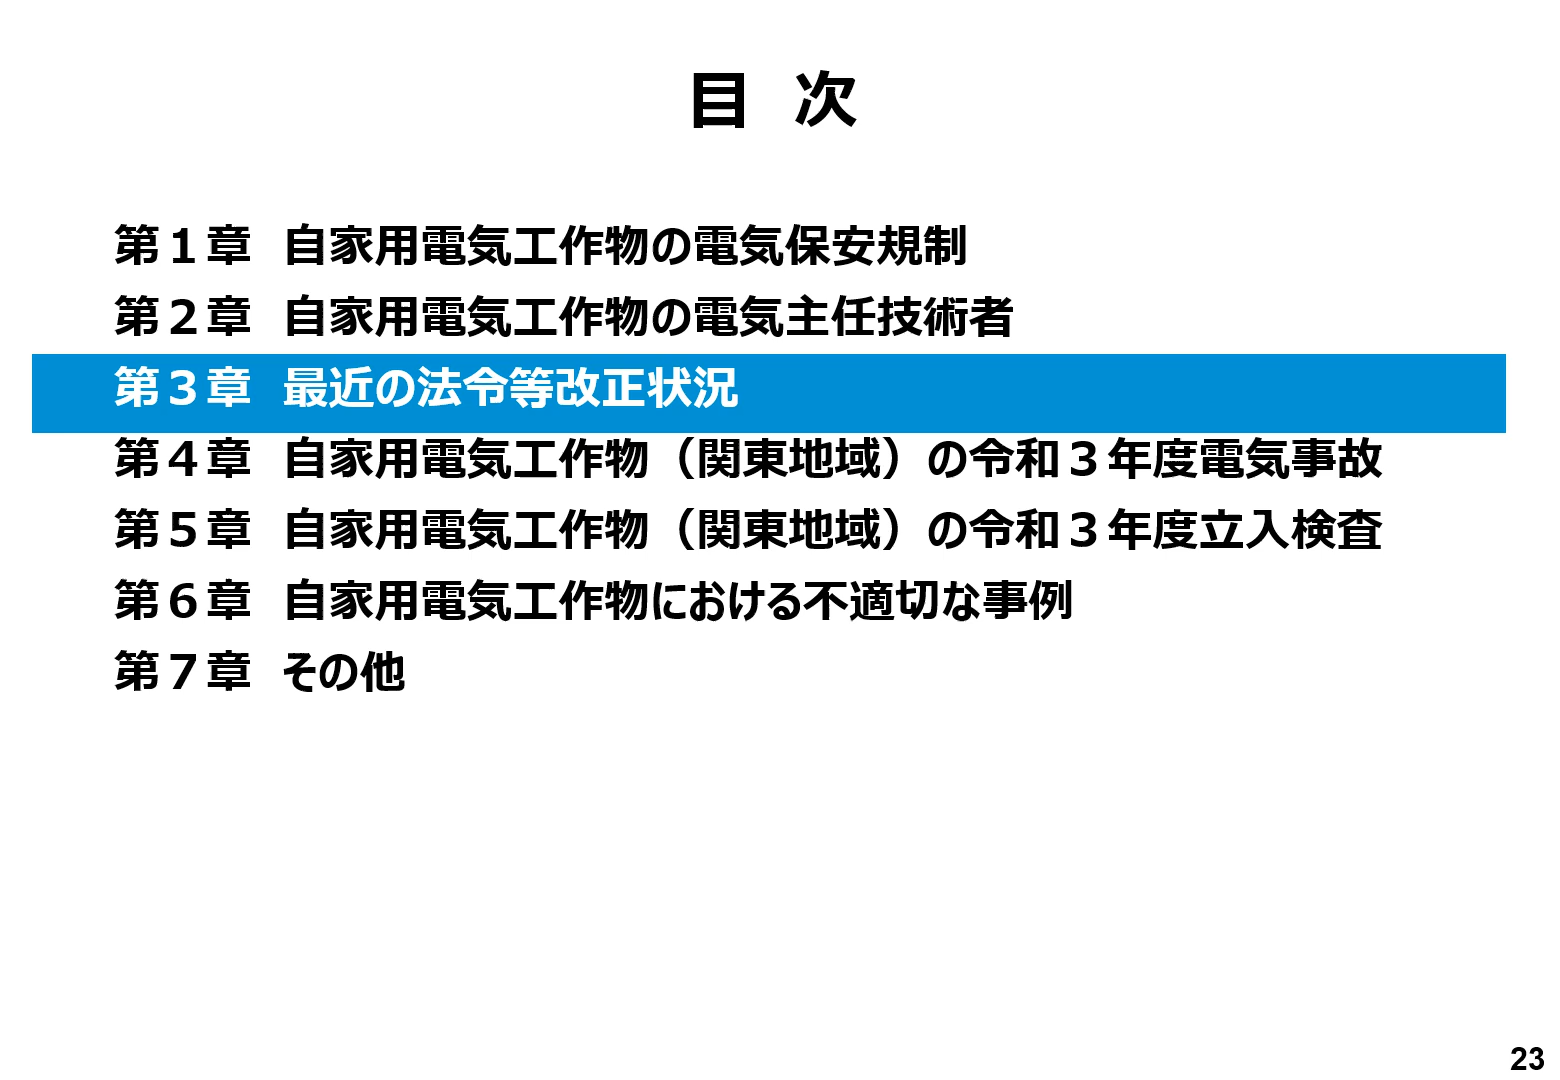 目 次
第１章 自家用電気工作物の電気保安規制
第２章 自家用電気工作物の電気主任技術者
第３章 最近の法令等改正状況
第４章 自家用電気工作物（関東地域）の令和３年度電気事故
第５章 自家用電気工作物（関東地域）の令和３年度立入検査
第６章 自家用電気工作物における不適切な事例
第７章 その他
23